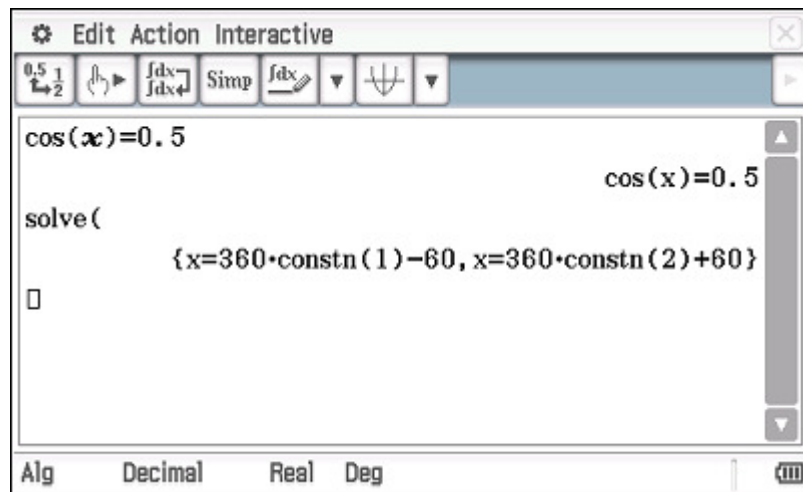 Edit Action Interactive
0.5 1 2 ∫dx ∫dx Simp ∫dx
cos(x)=0.5
cos(x)=0.5
solve(
{x=360·constn(1)-60,x=360·constn(2)+60}
Alg Decimal Real Deg